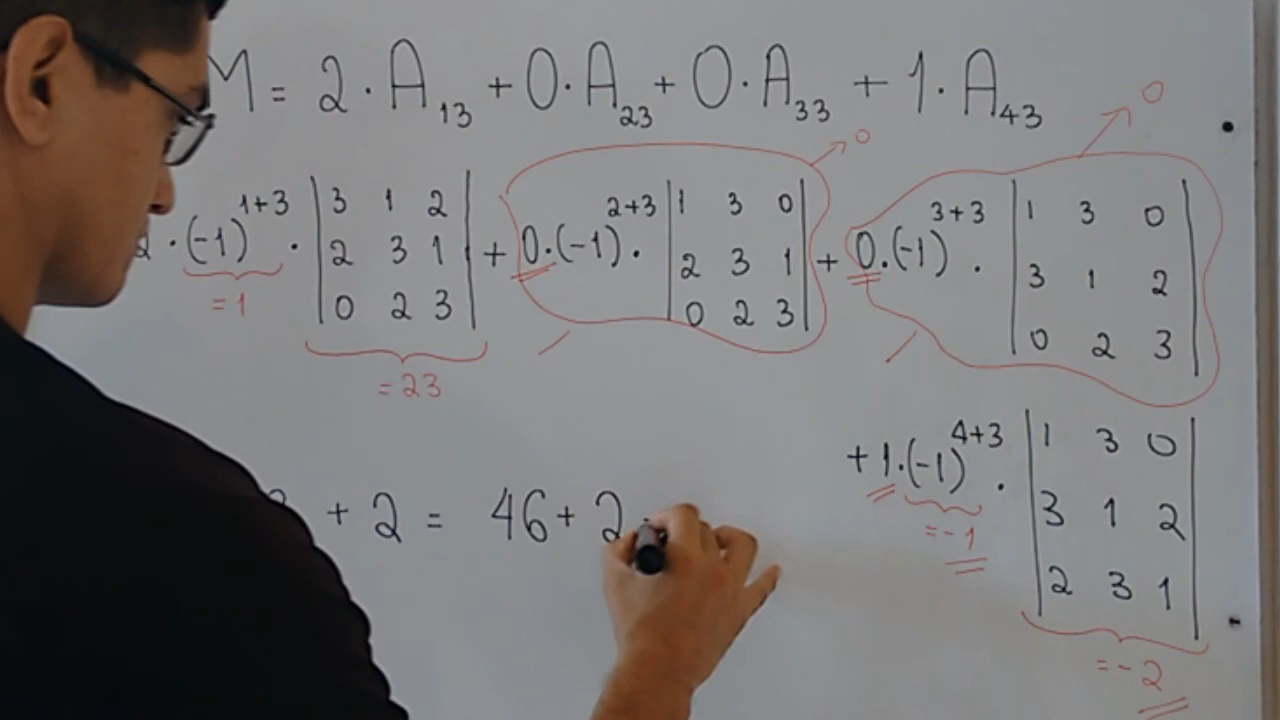 M = 2 · A₁₃ + 0 · A₂₃ + 0 · A₃₃ + 1 · A₄₃
→ 0
→ 0
2 · (-1)¹⁺³ · | 3 1 2 | + 0 · (-1)²⁺³ · | 1 3 0 | + 0 · (-1)³⁺³ · | 1 3 0 |
| 2 3 1 | | 2 3 1 | | 3 1 2 |
| 0 2 3 | | 0 2 3 | | 0 2 3 |
= 1
= 23
+ 1 · (-1)⁴⁺³ · | 1 3 0 |
| 3 1 2 |
| 2 3 1 |
= -1
= -2
+ 2 = 46 + 2